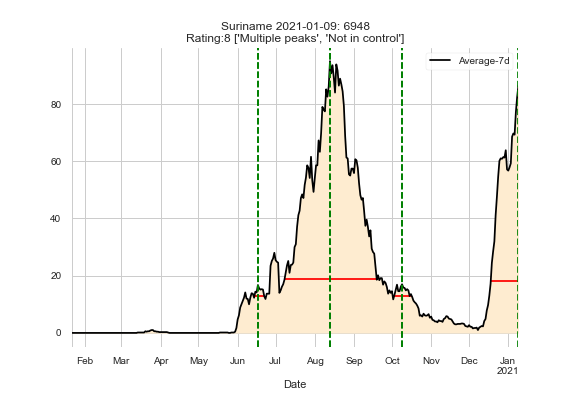 Suriname 2021-01-09: 6948
Rating:8 ['Multiple peaks', 'Not in control']
Average-7d
80
60
40
20
0
Feb Mar Apr May Jun Jul Aug Sep Oct Nov Dec Jan
2021
Date